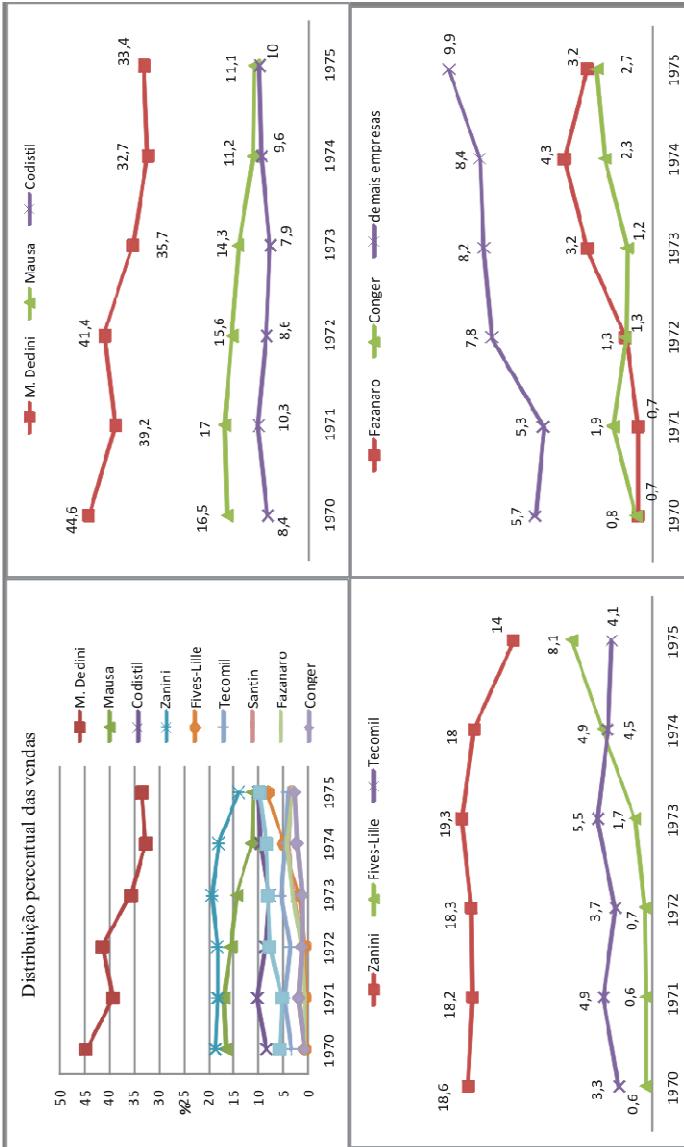 Distribuição percentual das vendas
50
45
40
35
30
25
%
20
15
10
5
0
1970 1971 1972 1973 1974 1975
M. Dedini
Mausa
Codistil
Zanini
Fives-Lille
Tecomil
Santin
Fazanaro
Conger
M. Dedini Mausa Codistil
44,6 39,2 41,4 35,7 32,7 33,4
16,5 17 15,6 14,3 11,2 11,1
8,4 10,3 8,6 7,9 9,6 10
1970 1971 1972 1973 1974 1975
Zanini Fives-Lille Tecomil
18,6 18,2 18,3 19,3 18 14
3,3 4,9 3,7 5,5 4,9 8,1
0,6 0,6 0,7 1,7 4,5 4,1
1970 1971 1972 1973 1974 1975
Fazanaro Conger demais empresas
5,7 5,3 7,8 8,2 8,4 9,9
0,8 1,9 1,3 3,2 4,3 3,2
0,7 0,7 1,3 1,2 2,3 2,7
1970 1971 1972 1973 1974 1975